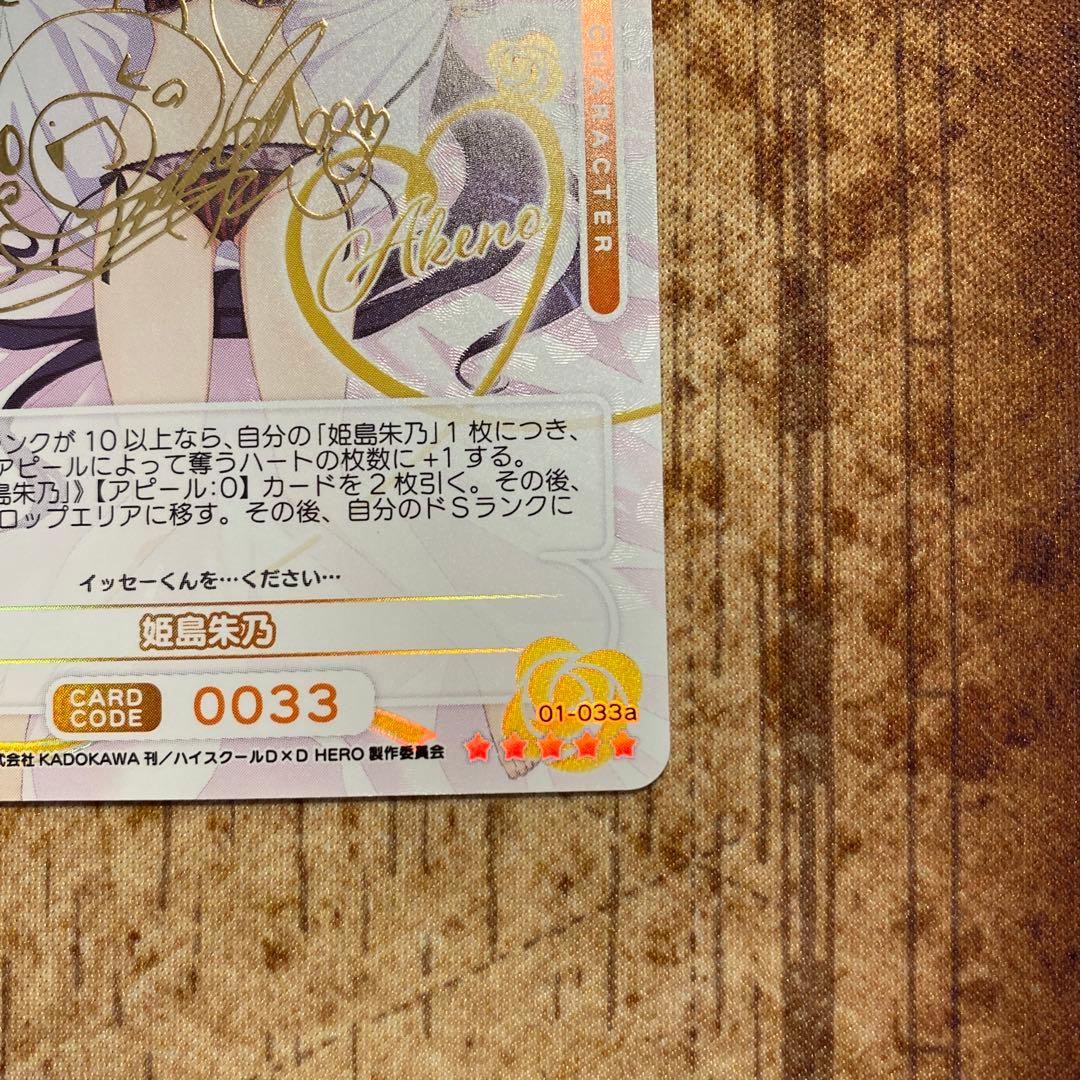 CHARACTER
Akeno
ンクが10以上なら、自分の「姫島朱乃」1枚につき、
アピールによって奪うハートの枚数に+1する。
島朱乃」》【アピール:0】カードを2枚引く。その後、
ロップエリアに移す。その後、自分のドSランクに
イッセーくんを…ください…
姫島朱乃
CARD CODE 0033
01-033a
式会社 KADOKAWA 刊/ハイスクールD×D HERO 製作委員会